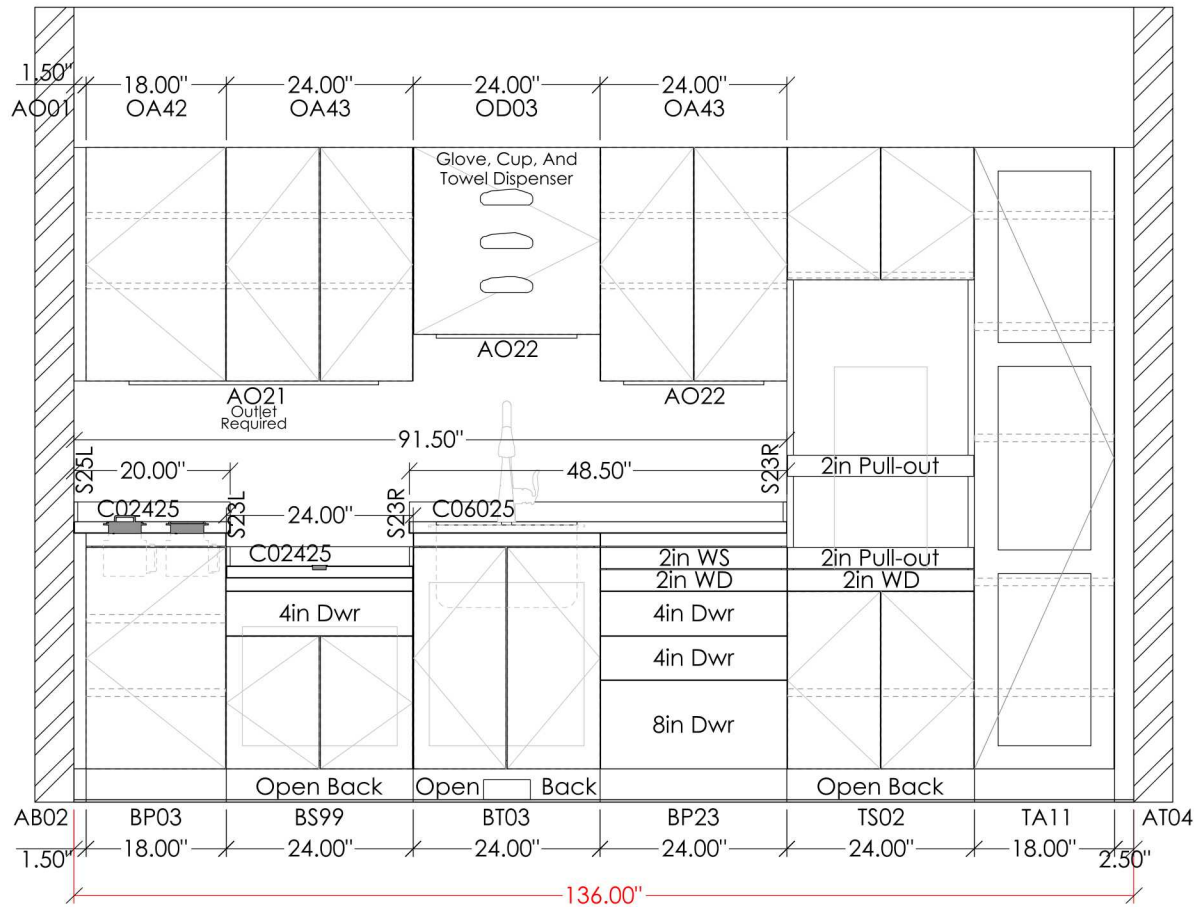 1.50" 18.00" 24.00" 24.00" 24.00"
AO01 OA42 OA43 OD03 OA43
Glove, Cup, And
Towel Dispenser
AO22
AO21 AO22
Outlet
Required
91.50"
S25L 20.00" 48.50" S23R 2in Pull-out
C02425 S23L 24.00" S23R C06025
C02425 2in WS 2in Pull-out
2in WD 2in WD
4in Dwr 4in Dwr
4in Dwr
8in Dwr
Open Back Open Back Open Back
AB02 BP03 BS99 BT03 BP23 TS02 TA11 AT04
1.50" 18.00" 24.00" 24.00" 24.00" 24.00" 18.00" 2.50"
136.00"